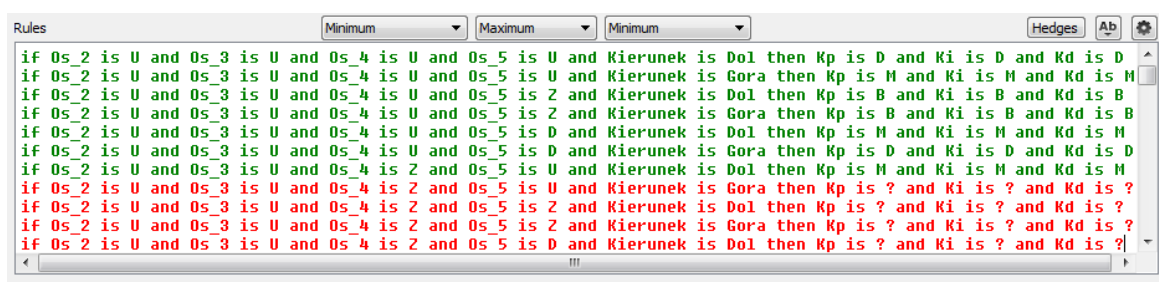 Rules Minimum Maximum Minimum Hedges Ab
if Os_2 is U and Os_3 is U and Os_4 is U and Os_5 is U and Kierunek is Dol then Kp is D and Ki is D and Kd is D
if Os_2 is U and Os_3 is U and Os_4 is U and Os_5 is U and Kierunek is Gora then Kp is M and Ki is M and Kd is M
if Os_2 is U and Os_3 is U and Os_4 is U and Os_5 is Z and Kierunek is Dol then Kp is B and Ki is B and Kd is B
if Os_2 is U and Os_3 is U and Os_4 is U and Os_5 is Z and Kierunek is Gora then Kp is B and Ki is B and Kd is B
if Os_2 is U and Os_3 is U and Os_4 is U and Os_5 is D and Kierunek is Dol then Kp is M and Ki is M and Kd is M
if Os_2 is U and Os_3 is U and Os_4 is U and Os_5 is D and Kierunek is Gora then Kp is D and Ki is D and Kd is D
if Os_2 is U and Os_3 is U and Os_4 is Z and Os_5 is U and Kierunek is Dol then Kp is M and Ki is M and Kd is M
if Os_2 is U and Os_3 is U and Os_4 is Z and Os_5 is U and Kierunek is Gora then Kp is ? and Ki is ? and Kd is ?
if Os_2 is U and Os_3 is U and Os_4 is Z and Os_5 is Z and Kierunek is Dol then Kp is ? and Ki is ? and Kd is ?
if Os_2 is U and Os_3 is U and Os_4 is Z and Os_5 is Z and Kierunek is Gora then Kp is ? and Ki is ? and Kd is ?
if Os_2 is U and Os_3 is U and Os_4 is Z and Os_5 is D and Kierunek is Dol then Kp is ? and Ki is ? and Kd is ?